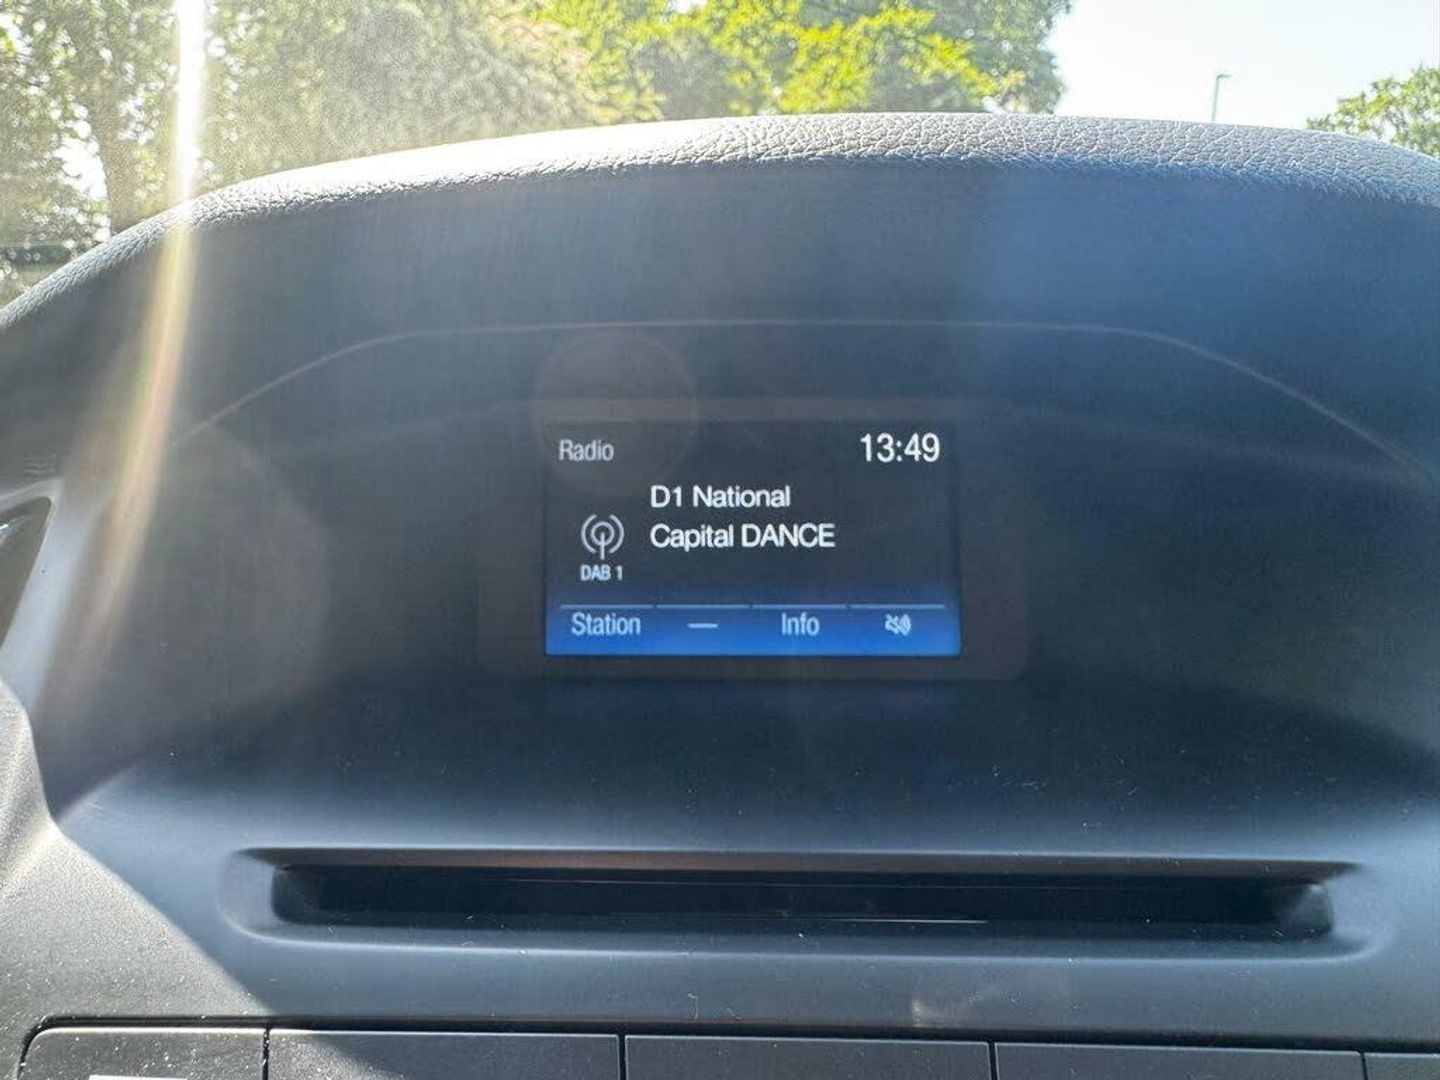 Radio
13:49
D1 National
Capital DANCE
DAB 1
Station
Info